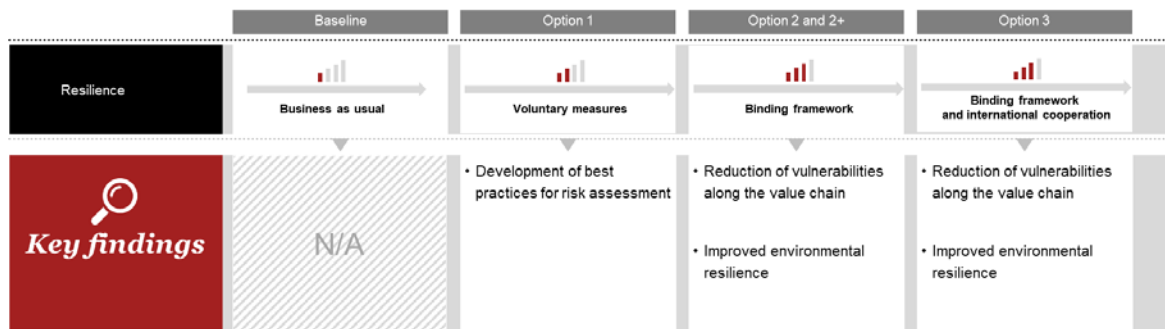 Baseline
Option 1
Option 2 and 2+
Option 3
Resilience
Business as usual
Voluntary measures
Binding framework
Binding framework
and international cooperation
Key findings
N/A
• Development of best
practices for risk assessment
• Reduction of vulnerabilities
along the value chain
• Improved environmental
resilience
• Reduction of vulnerabilities
along the value chain
• Improved environmental
resilience